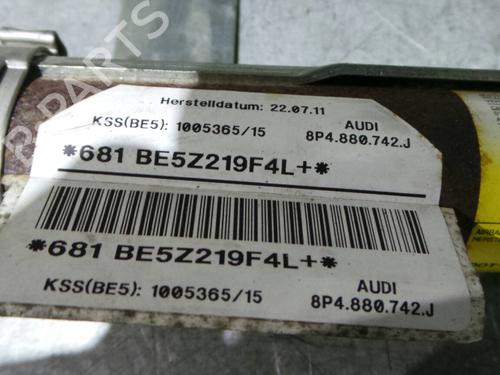 Herstelldatum: 22.07.11
KSS(BE5): 1005365/15
AUDI
8P4.880.742.J
*681 BE5Z219F4L+*
*681 BE5Z219F4L+*
KSS(BE5): 1005365/15
AUDI
8P4.880.742.J